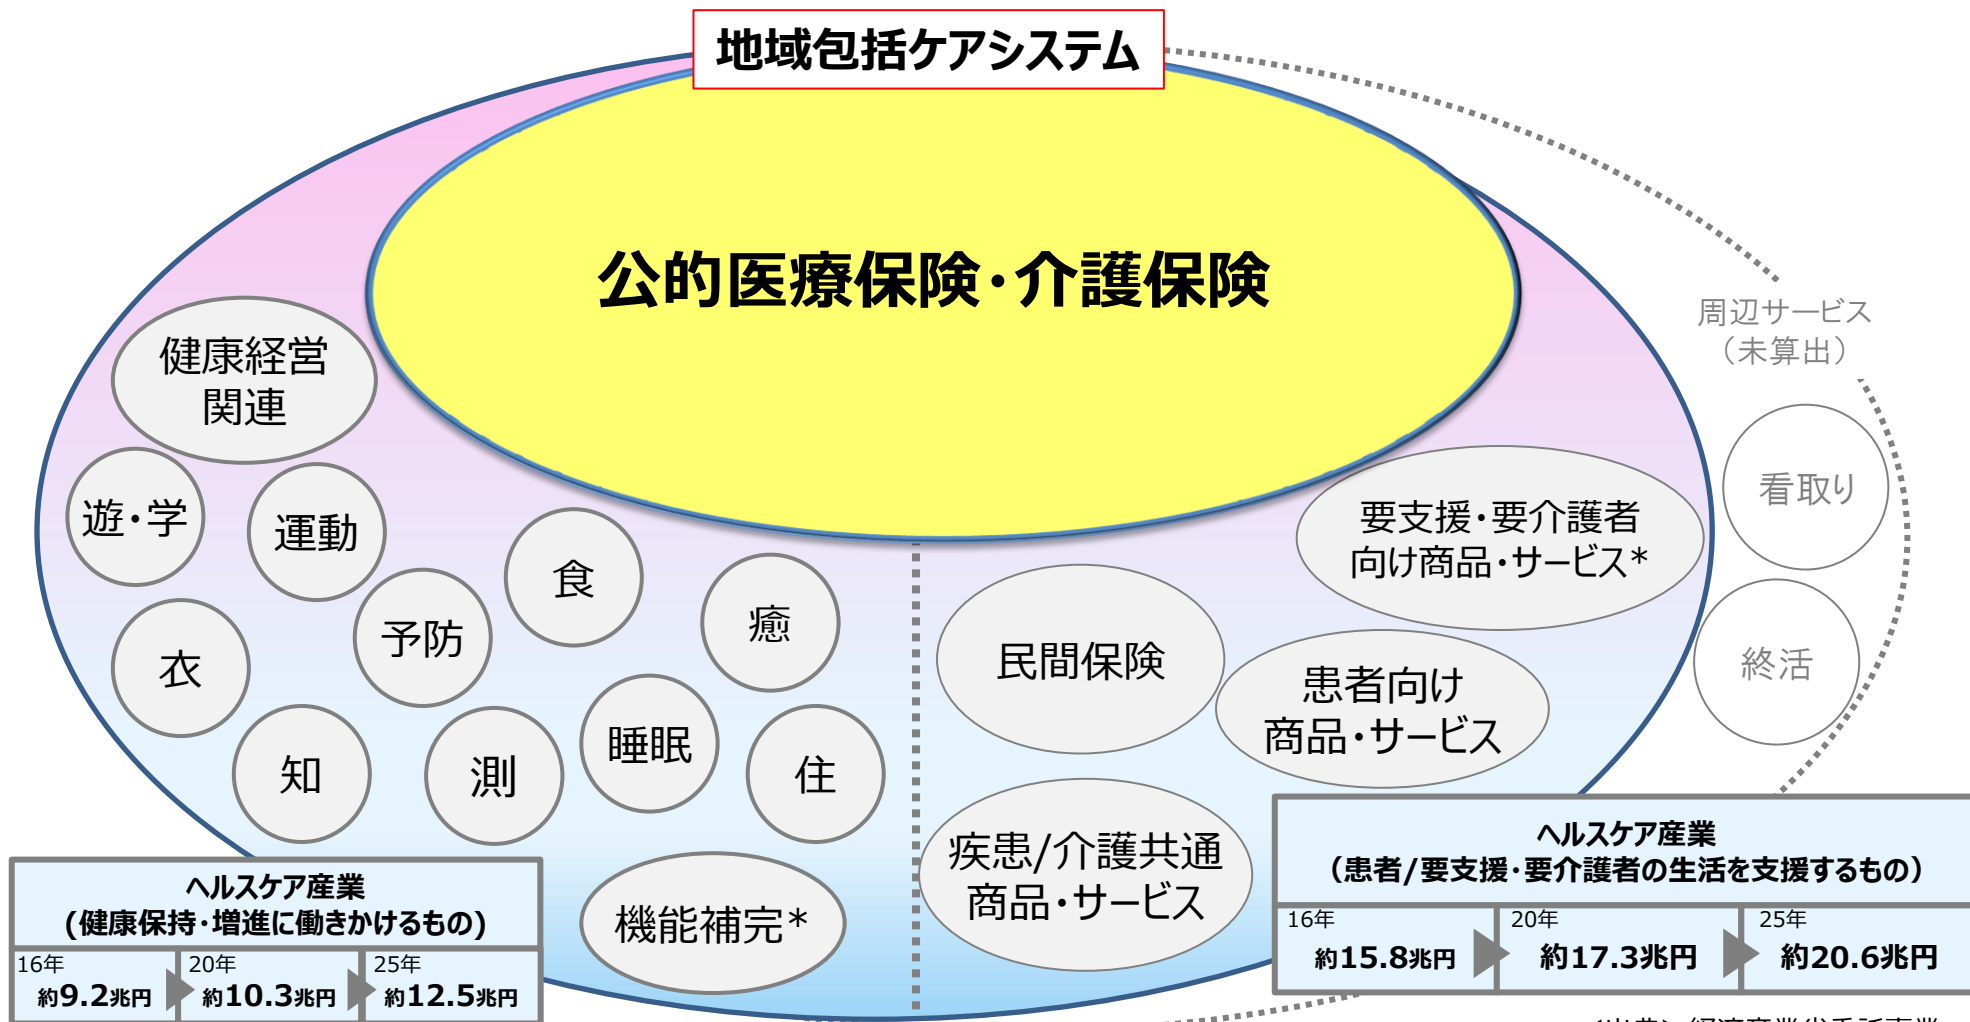 地域包括ケアシステム
公的医療保険・介護保険
周辺サービス
（未算出）
健康経営
関連
遊・学
運動
食
癒
衣
予防
知
測
睡眠
住
機能補完*
要支援・要介護者
向け商品・サービス*
民間保険
患者向け
商品・サービス
疾患/介護共通
商品・サービス
看取り
終活
ヘルスケア産業
(健康保持・増進に働きかけるもの)
16年
約9.2兆円
20年
約10.3兆円
25年
約12.5兆円
ヘルスケア産業
（患者/要支援・要介護者の生活を支援するもの）
16年
約15.8兆円
20年
約17.3兆円
25年
約20.6兆円